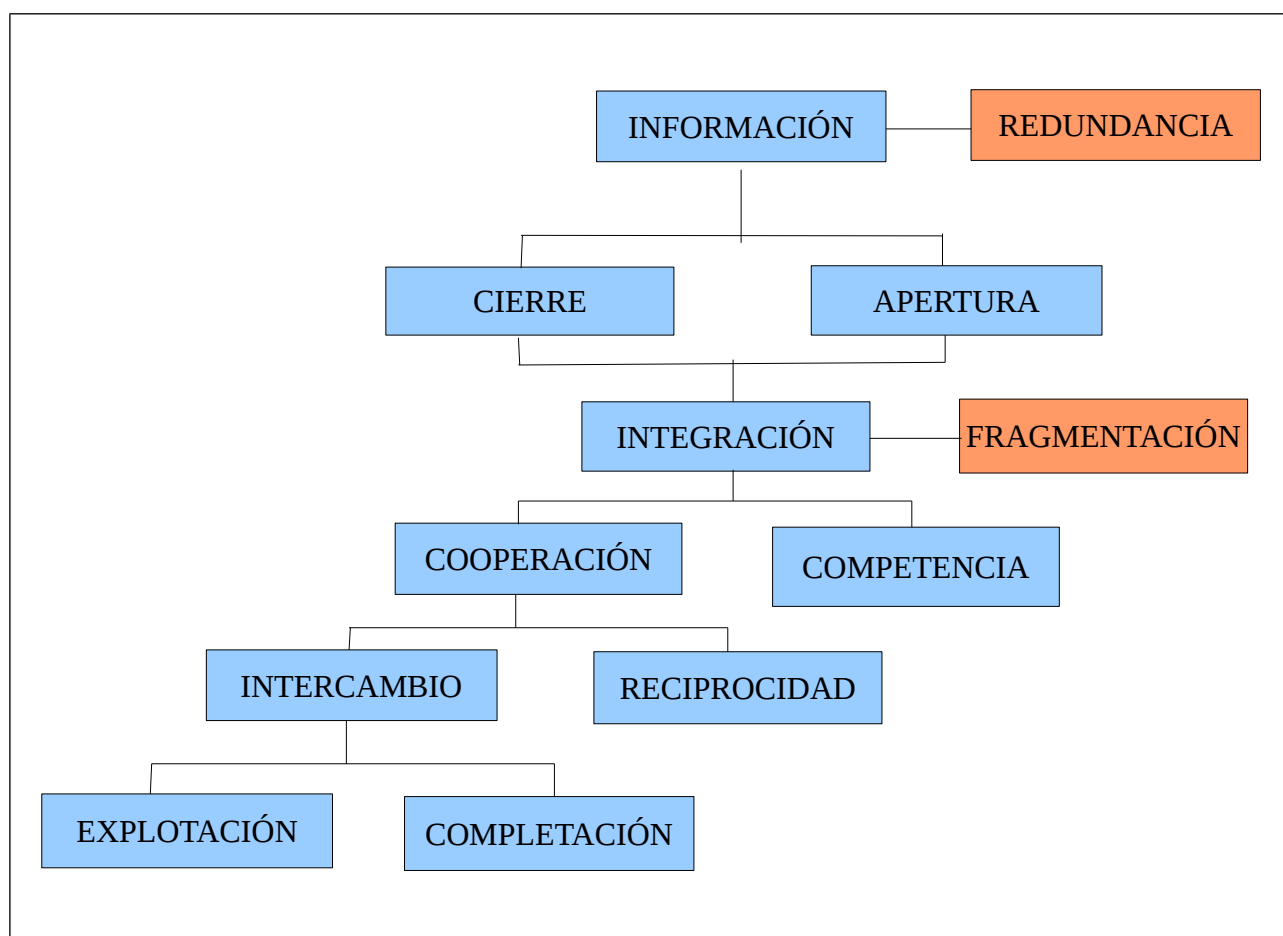 INFORMACIÓN
REDUNDANCIA
CIERRE
APERTURA
INTEGRACIÓN
FRAGMENTACIÓN
COOPERACIÓN
COMPETENCIA
INTERCAMBIO
RECIPROCIDAD
EXPLOTACIÓN
COMPLETACIÓN